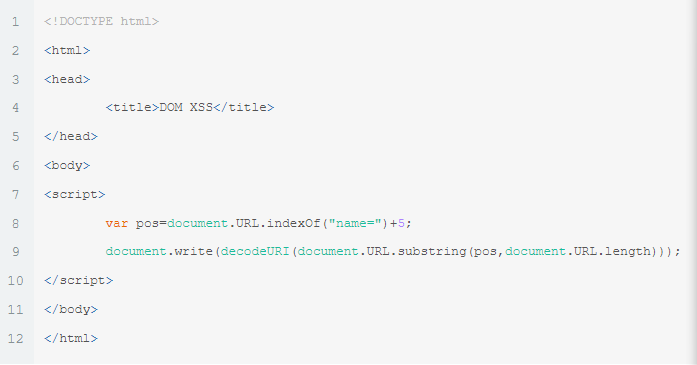 1 <!DOCTYPE html>
2 <html>
3 <head>
4 <title>DOM XSS</title>
5 </head>
6 <body>
7 <script>
8 var pos=document.URL.indexOf("name=")+5;
9 document.write(decodeURI(document.URL.substring(pos,document.URL.length)));
10 </script>
11 </body>
12 </html>